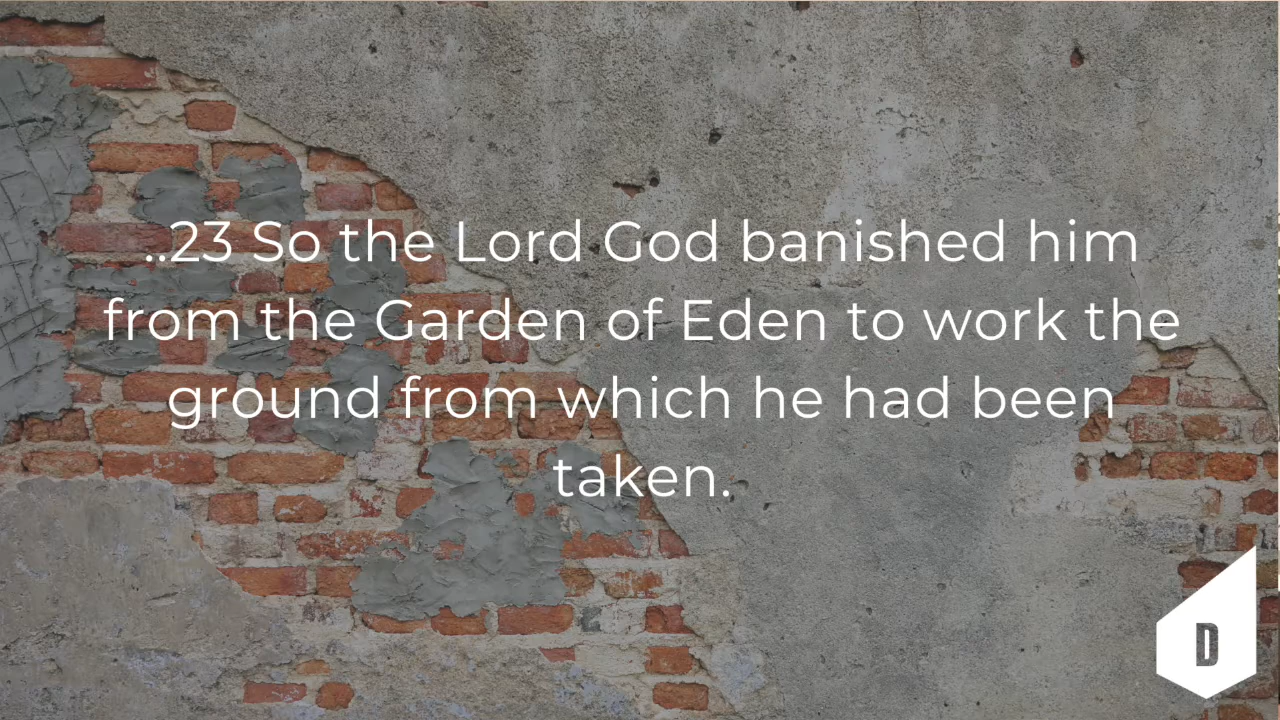 ..23 So the Lord God banished him
from the Garden of Eden to work the
ground from which he had been
taken.
D